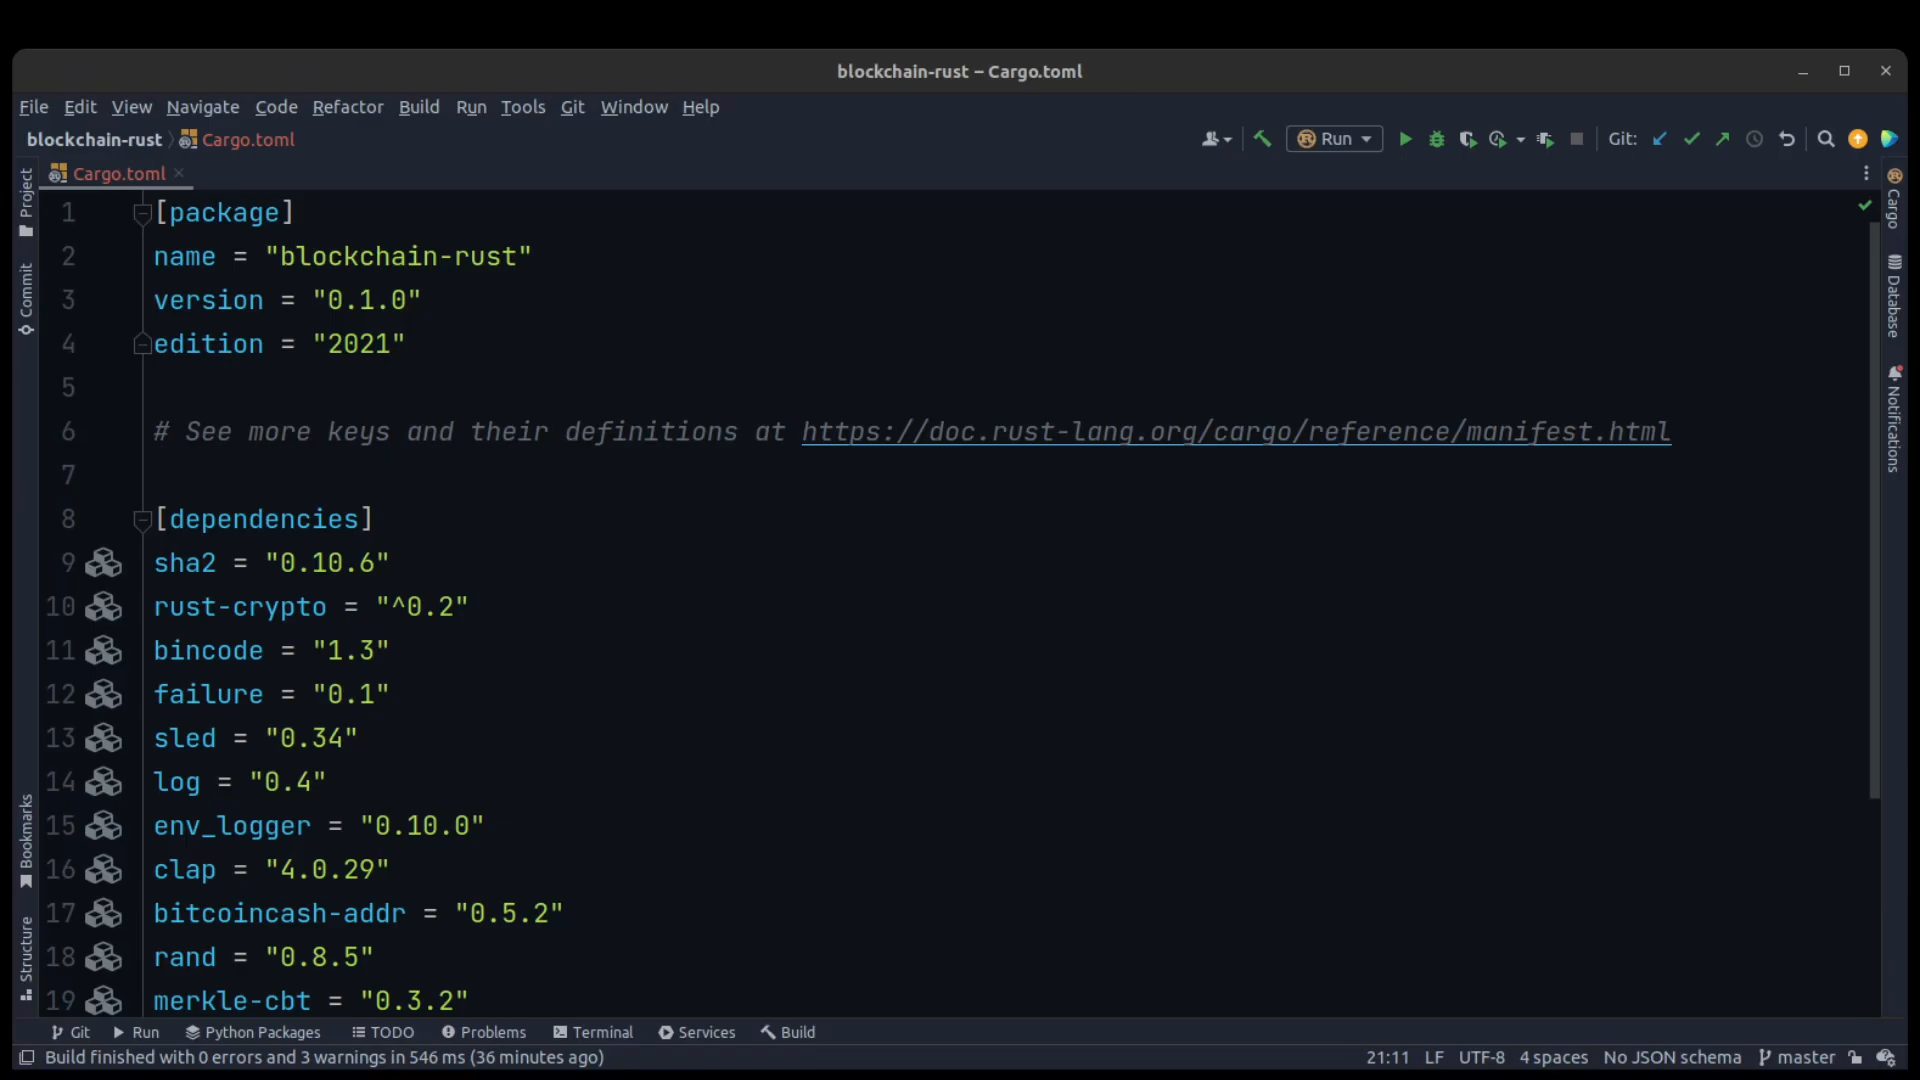 blockchain-rust – Cargo.toml
File Edit View Navigate Code Refactor Build Run Tools Git Window Help
blockchain-rust Cargo.toml Run Git:
Cargo.toml
Project
Commit
Bookmarks
Structure
1 [package]
2 name = "blockchain-rust"
3 version = "0.1.0"
4 edition = "2021"
5
6 # See more keys and their definitions at https://doc.rust-lang.org/cargo/reference/manifest.html
7
8 [dependencies]
9 sha2 = "0.10.6"
10 rust-crypto = "^0.2"
11 bincode = "1.3"
12 failure = "0.1"
13 sled = "0.34"
14 log = "0.4"
15 env_logger = "0.10.0"
16 clap = "4.0.29"
17 bitcoincash-addr = "0.5.2"
18 rand = "0.8.5"
19 merkle-cbt = "0.3.2"
Cargo
Database
Notifications
Git Run Python Packages TODO Problems Terminal Services Build
Build finished with 0 errors and 3 warnings in 546 ms (36 minutes ago) 21:11 LF UTF-8 4 spaces No JSON schema master